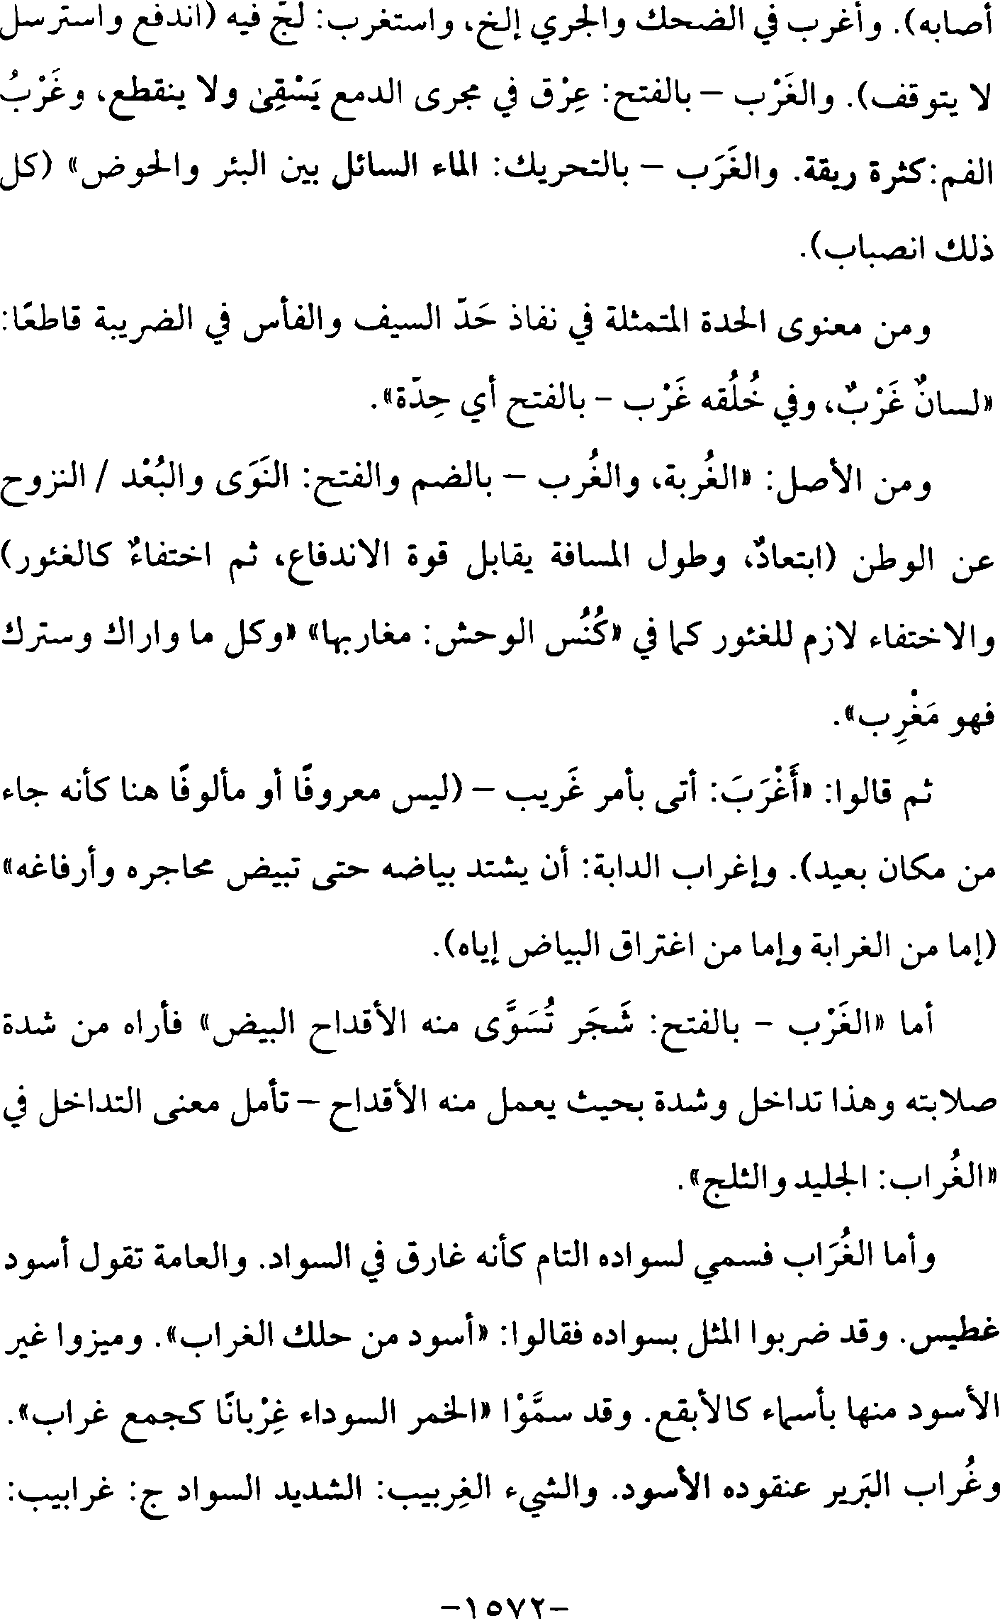 أصابه). وأغرب في الضحك والجري إلخ، واستغرب: لجّ فيه (اندفع واسترسل
لا يتوقف). والغَرْب – بالفتح: عِرْق في مجرى الدمع يَسْقِىٰ ولا ينقطع، وغَرْبُ
الفم:كثرة ريقة. والغَرَب – بالتحريك: الماء السائل بين البئر والحوض» (كل
ذلك انصباب).
ومن معنوى الحدة المتمثلة في نفاذ حَدّ السيف والفأس في الضريبة قاطعًا:
«لسانٌ غَرْبٌ، وفي خُلُقه غَرْب – بالفتح أي حِدّة».
ومن الأصل: «الغُربة، والغُرب – بالضم والفتح: النَوَى والبُعْد / النزوح
عن الوطن (ابتعادٌ، وطول المسافة يقابل قوة الاندفاع، ثم اختفاءٌ كالغئور)
والاختفاء لازم للغئور كما في «كُنُس الوحش: مغاربها» «وكل ما واراك وسترك
فهو مَغْرِب».
ثم قالوا: «أَغْرَبَ: أتى بأمر غَريب – (ليس معروفًا أو مألوفًا هنا كأنه جاء
من مكان بعيد). وإغراب الدابة: أن يشتد بياضه حتى تبيض محاجره وأرفاغه»
(إما من الغرابة وإما من اغتراق البياض إياه).
أما «الغَرْب – بالفتح: شَجَر تُسَوَّى منه الأقداح البيض» فأراه من شدة
صلابته وهذا تداخل وشدة بحيث يعمل منه الأقداح – تأمل معنى التداخل في
«الغُراب: الجليد والثلج».
وأما الغُرَاب فسمي لسواده التام كأنه غارق في السواد. والعامة تقول أسود
غطيس. وقد ضربوا المثل بسواده فقالوا: «أسود من حلك الغراب». وميزوا غير
الأسود منها بأسماء كالأبقع. وقد سمَّوْا «الخمر السوداء غِرْبانًا كجمع غراب».
وغُراب البَرير عنقوده الأسود. والشيء الغِربيب: الشديد السواد ج: غرابيب:
–١٥٧٢–